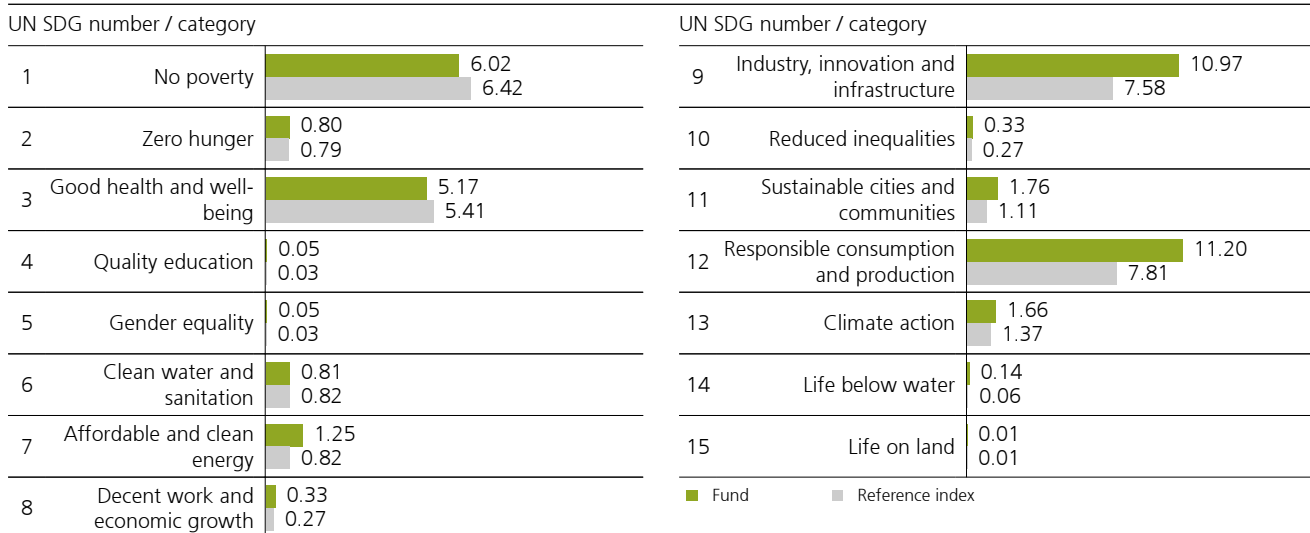 UN SDG number / category
1 No poverty 6.02
6.42
2 Zero hunger 0.80
0.79
3 Good health and well-
being 5.17
5.41
4 Quality education 0.05
0.03
5 Gender equality 0.05
0.03
6 Clean water and
sanitation 0.81
0.82
7 Affordable and clean
energy 1.25
0.82
8 Decent work and
economic growth 0.33
0.27
UN SDG number / category
9 Industry, innovation and
infrastructure 10.97
7.58
10 Reduced inequalities 0.33
0.27
11 Sustainable cities and
communities 1.76
1.11
12 Responsible consumption
and production 11.20
7.81
13 Climate action 1.66
1.37
14 Life below water 0.14
0.06
15 Life on land 0.01
0.01
Fund Reference index